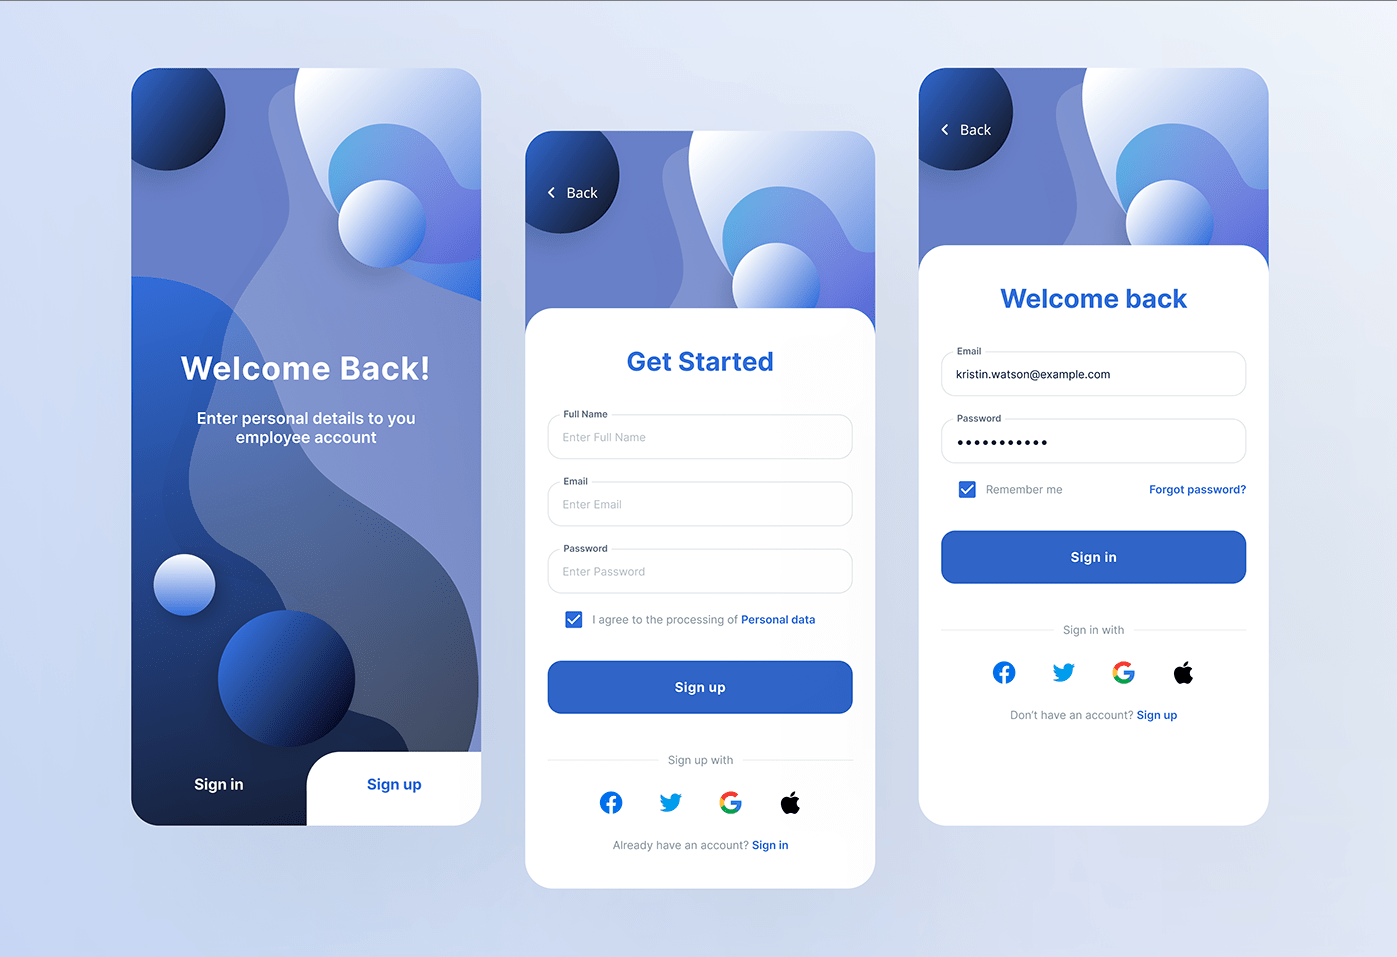 Welcome Back!
Enter personal details to you
employee account
Sign in
Sign up
Back
Get Started
Full Name
Enter Full Name
Email
Enter Email
Password
Enter Password
I agree to the processing of Personal data
Sign up
Sign up with
Already have an account? Sign in
Back
Welcome back
Email
kristin.watson@example.com
Password
•••••••••••
Remember me
Forgot password?
Sign in
Sign in with
Don't have an account? Sign up